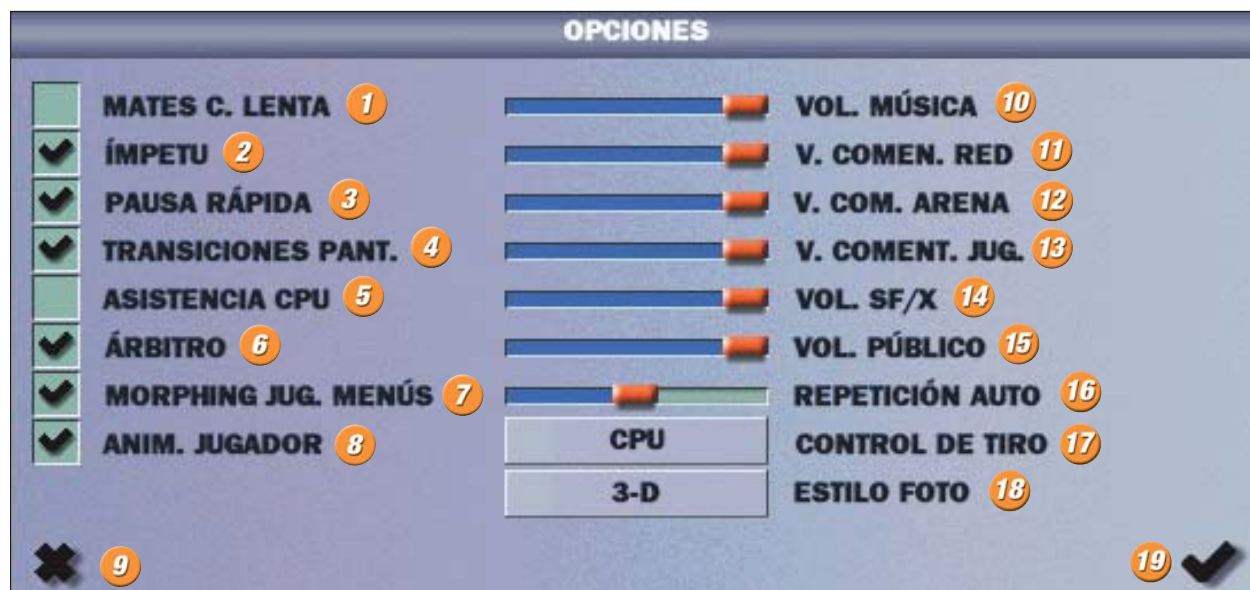 OPCIONES
MATES C. LENTA 1
ÍMPETU 2
PAUSA RÁPIDA 3
TRANSICIONES PANT. 4
ASISTENCIA CPU 5
ÁRBITRO 6
MORPHING JUG. MENÚS 7
ANIM. JUGADOR 8
9
VOL. MÚSICA 10
V. COMEN. RED 11
V. COM. ARENA 12
V. COMENT. JUG. 13
VOL. SF/X 14
VOL. PÚBLICO 15
REPETICIÓN AUTO 16
CPU CONTROL DE TIRO 17
3-D ESTILO FOTO 18
19